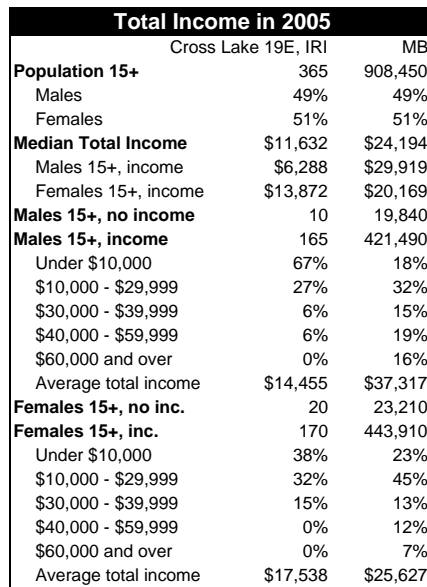 Total Income in 2005
Cross Lake 19E, IRI MB
Population 15+ 365 908,450
Males 49% 49%
Females 51% 51%
Median Total Income $11,632 $24,194
Males 15+, income $6,288 $29,919
Females 15+, income $13,872 $20,169
Males 15+, no income 10 19,840
Males 15+, income 165 421,490
Under $10,000 67% 18%
$10,000 - $29,999 27% 32%
$30,000 - $39,999 6% 15%
$40,000 - $59,999 6% 19%
$60,000 and over 0% 16%
Average total income $14,455 $37,317
Females 15+, no inc. 20 23,210
Females 15+, inc. 170 443,910
Under $10,000 38% 23%
$10,000 - $29,999 32% 45%
$30,000 - $39,999 15% 13%
$40,000 - $59,999 0% 12%
$60,000 and over 0% 7%
Average total income $17,538 $25,627